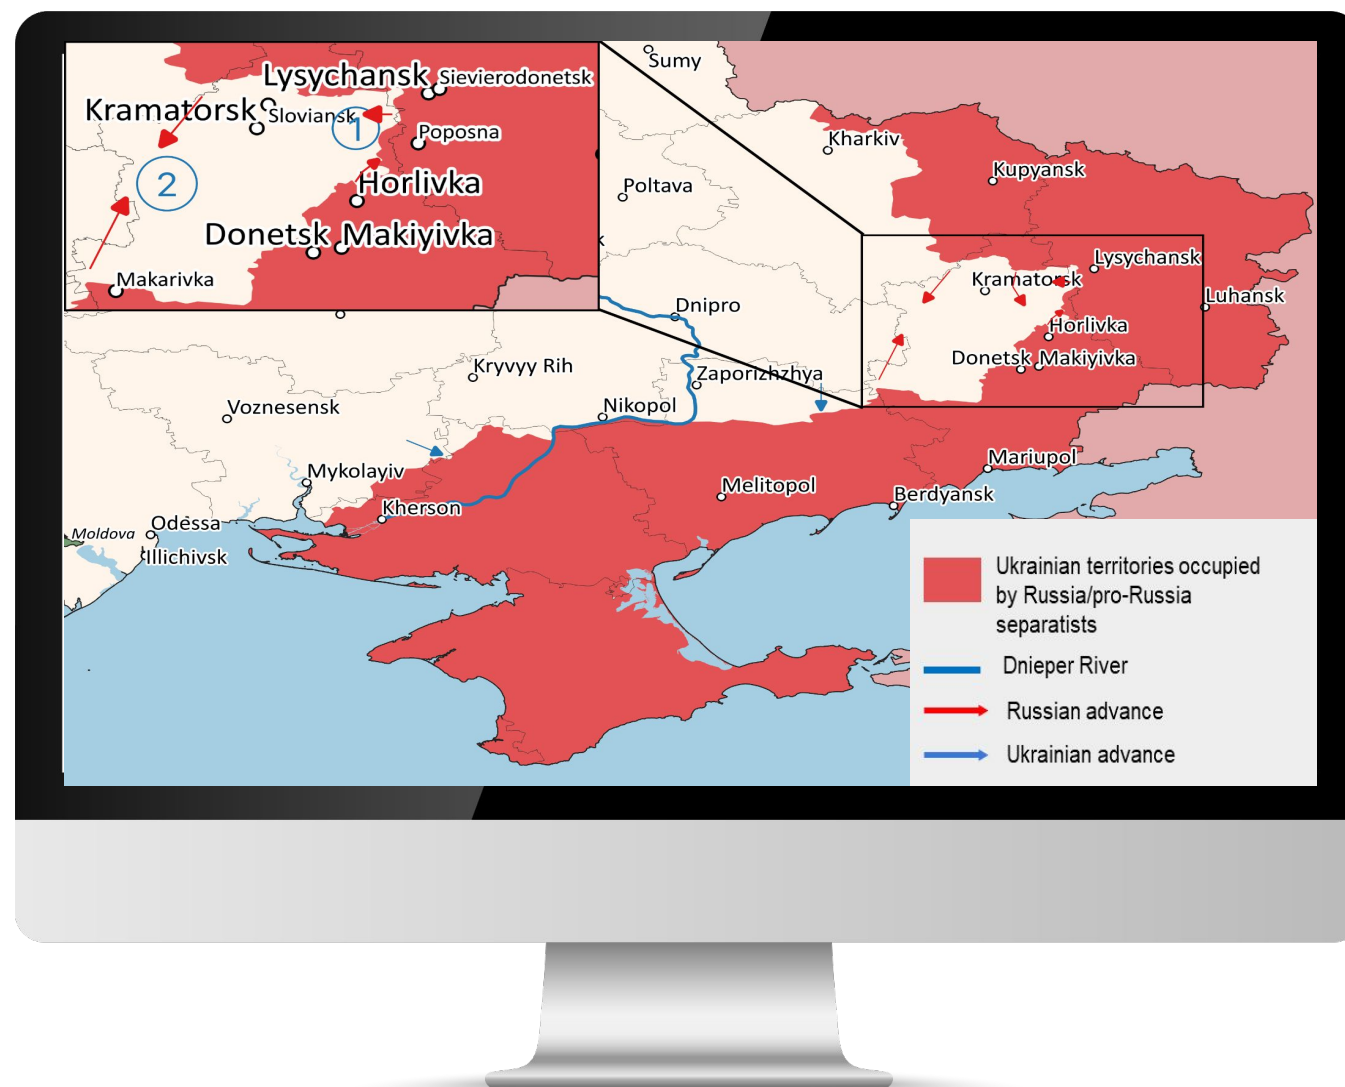 Lysychansk
Sievierodonetsk
Kramatorsk
Sloviansk
1
Poposna
2
Horlivka
Donetsk
Makiyivka
Makarivka
Sumy
Kharkiv
Kupyansk
Poltava
k
Lysychansk
Kramatorsk
Luhansk
Dnipro
Horlivka
Donetsk
Makiyivka
Kryvyy Rih
Zaporizhzhya
Nikopol
Voznesensk
Mariupol
Mykolayiv
Melitopol
Berdyansk
Kherson
Odessa
Moldova
Illichivsk
Ukrainian territories occupied
by Russia/pro-Russia
separatists
Dnieper River
Russian advance
Ukrainian advance